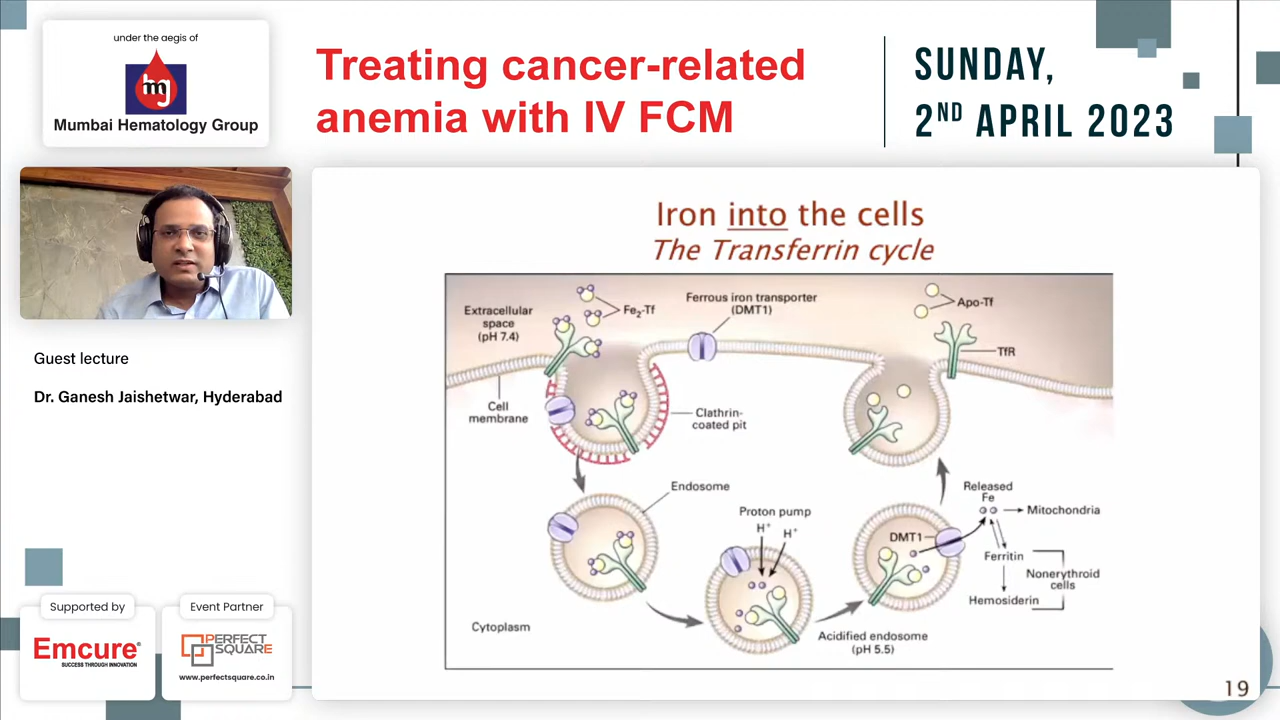 under the aegis of
mj
Mumbai Hematology Group
Treating cancer-related
anemia with IV FCM
SUNDAY,
2ND APRIL 2023
Guest lecture
Dr. Ganesh Jaishetwar, Hyderabad
Supported by
Emcure®
SUCCESS THROUGH INNOVATION
Event Partner
PERFECT
SQUARE
www.perfectsquare.co.in
Iron into the cells
The Transferrin cycle
Extracellular
space
(pH 7.4)
Fe2-Tf
Ferrous iron transporter
(DMT1)
Apo-Tf
TfR
Cell
membrane
Clathrin-
coated pit
Endosome
Proton pump
H+ H+
Released
Fe
Mitochondria
DMT1
Ferritin
Nonerythroid
cells
Hemosiderin
Cytoplasm
Acidified endosome
(pH 5.5)
19